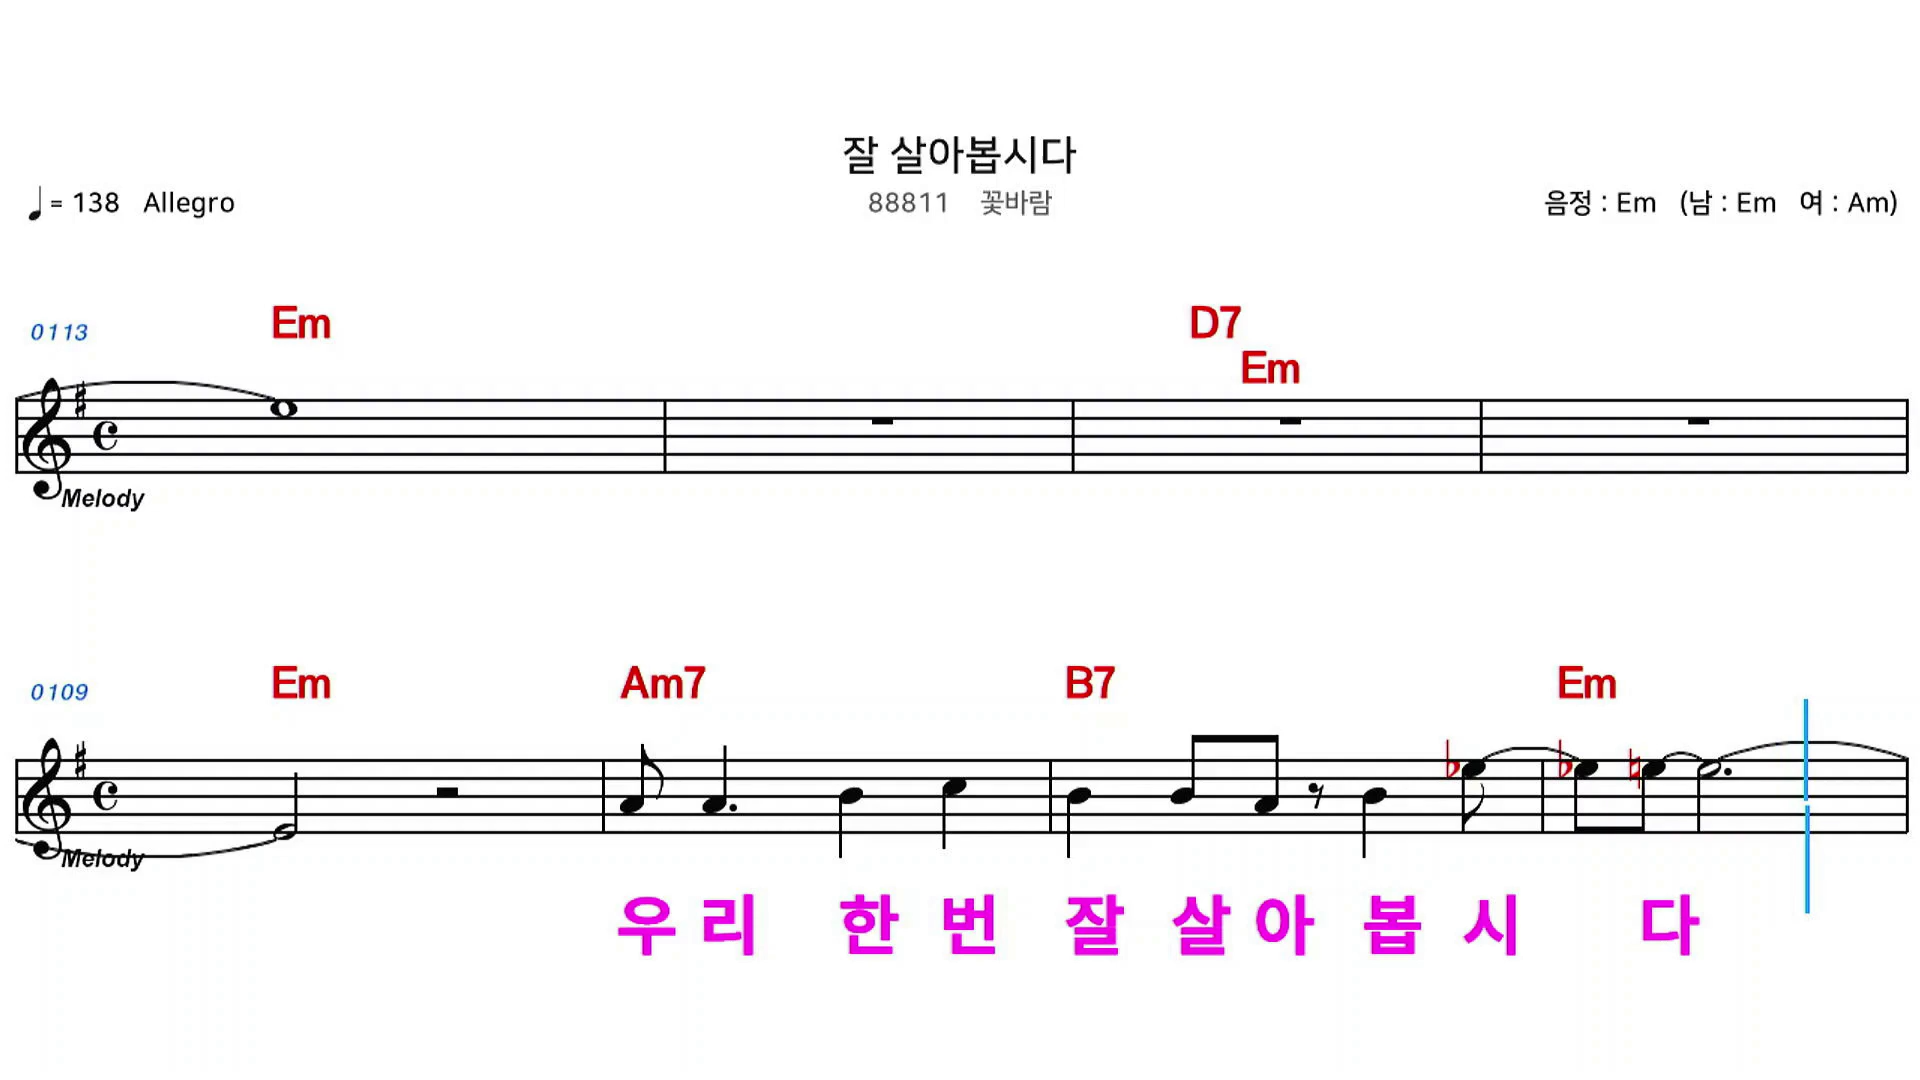 잘 살아봅시다
♩ = 138 Allegro
88811 꽃바람
음정 : Em (남 : Em 여 : Am)
0113 Em D7
Em
Melody
0109 Em Am7 B7 Em
Melody
우리 한번 잘 살아 봅시 다